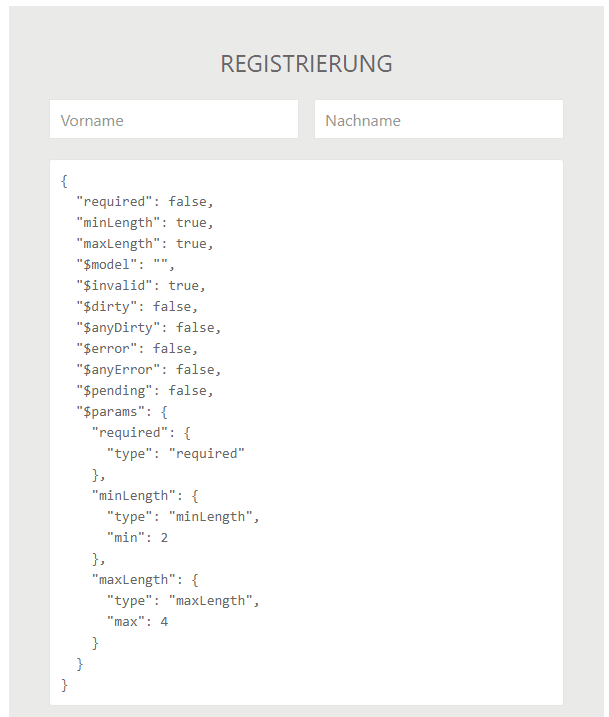 REGISTRIERUNG
Vorname Nachname
{
  "required": false,
  "minLength": true,
  "maxLength": true,
  "$model": "",
  "$invalid": true,
  "$dirty": false,
  "$anyDirty": false,
  "$error": false,
  "$anyError": false,
  "$pending": false,
  "$params": {
    "required": {
      "type": "required"
    },
    "minLength": {
      "type": "minLength",
      "min": 2
    },
    "maxLength": {
      "type": "maxLength",
      "max": 4
    }
  }
}